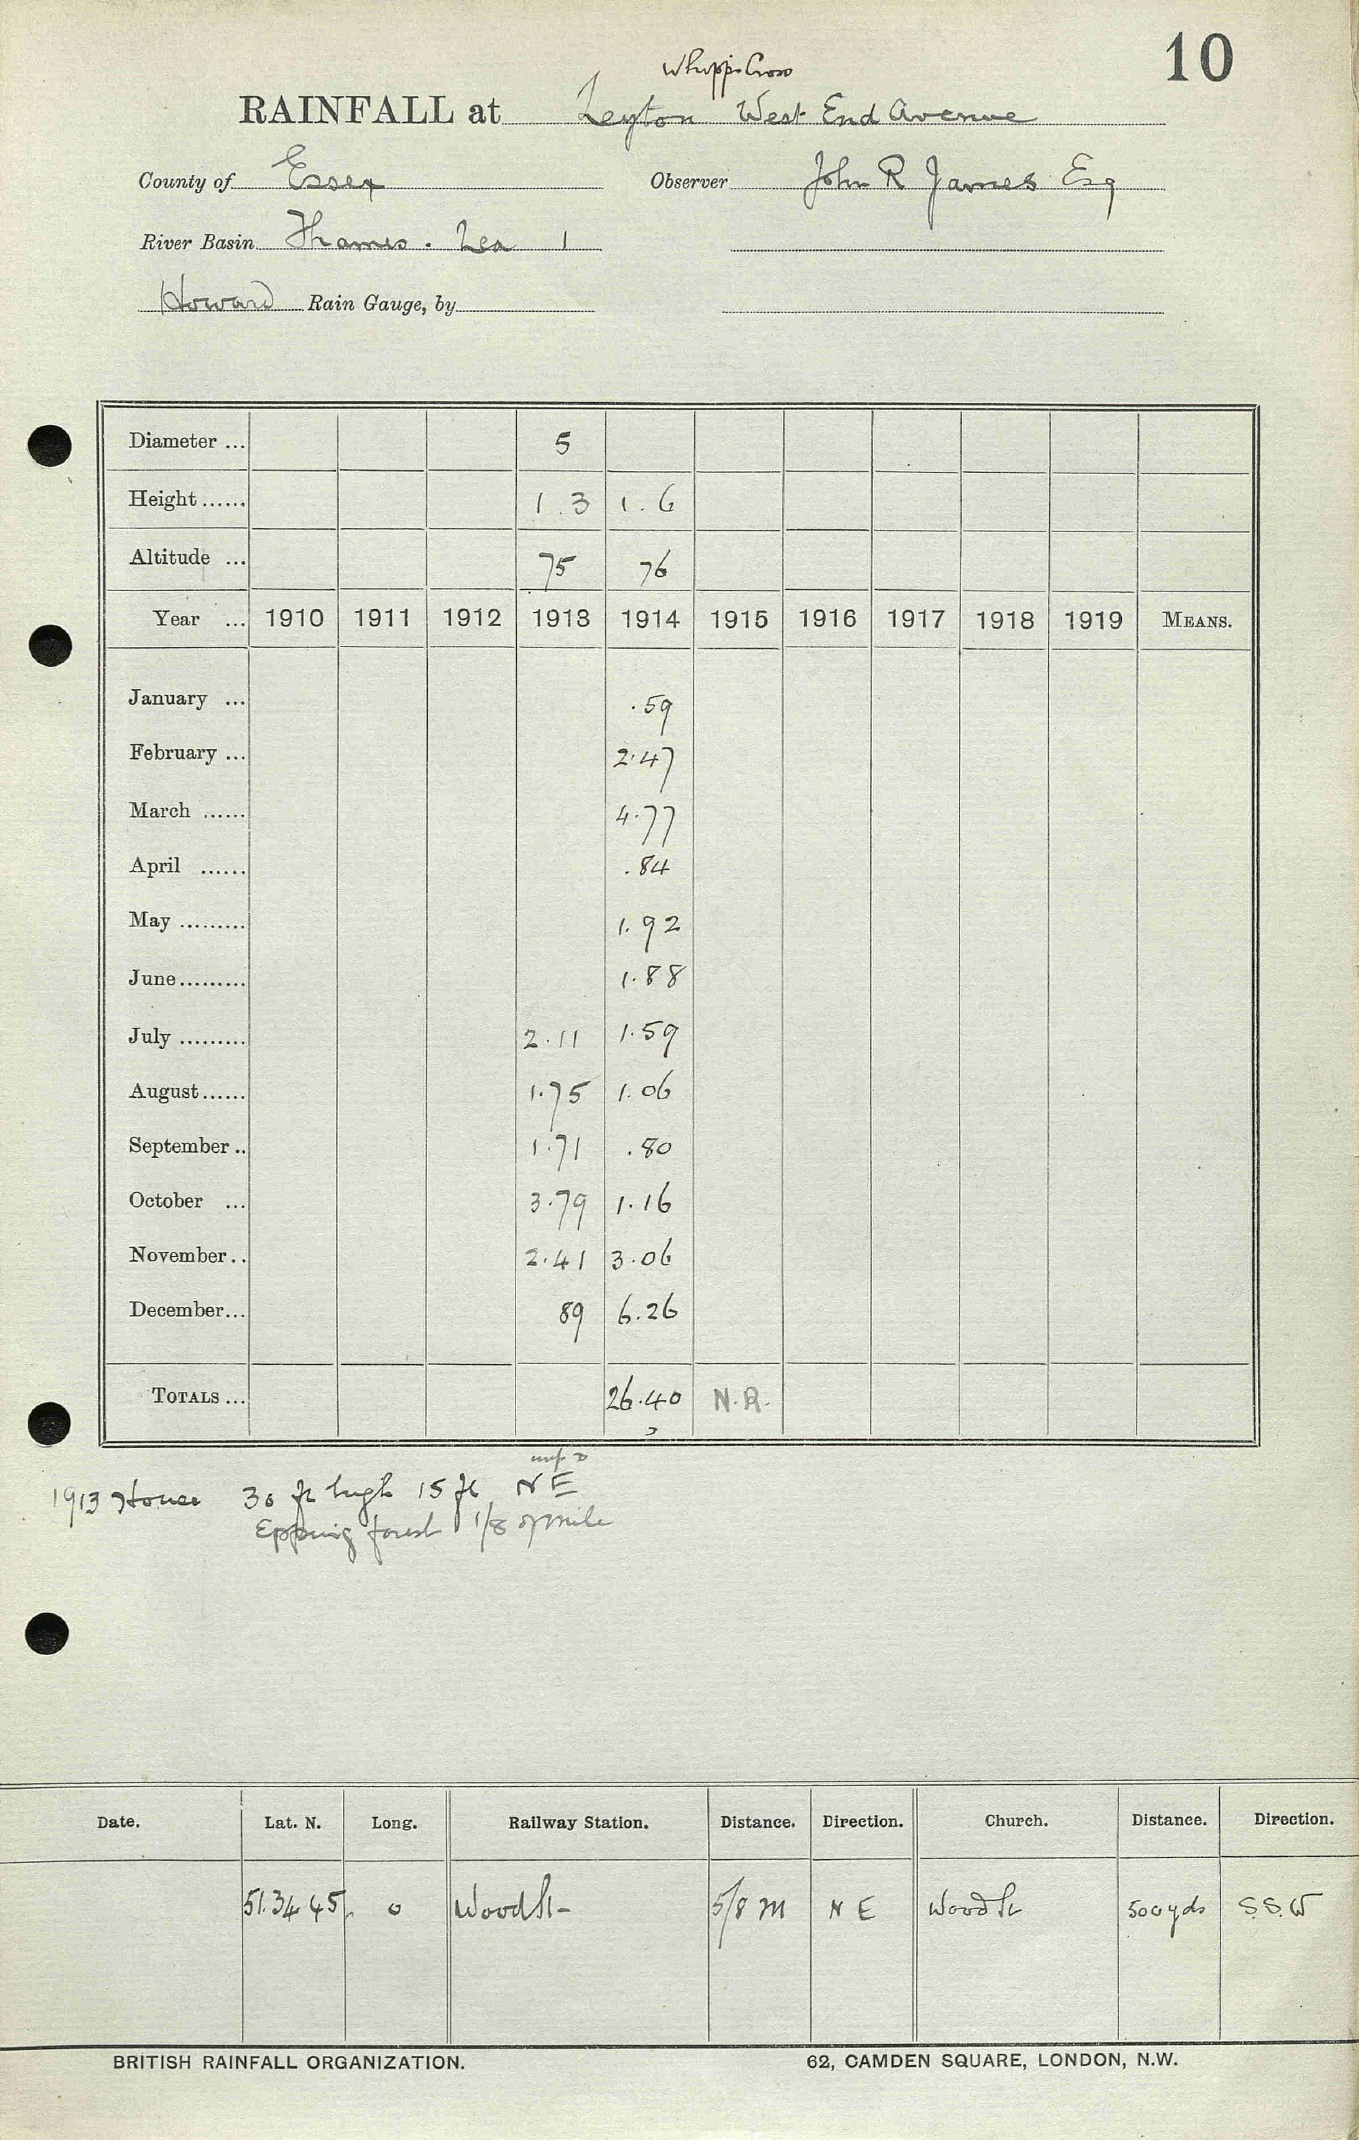 10
Whipps Cross
RAINFALL at Leyton West End Avenue
County of Essex Observer John R James Esq
River Basin Thames . Lea 1
Howard Rain Gauge, by
Diameter ... 5
Height ...... 1.3 1.6
Altitude ... 75 76
Year ... 1910 1911 1912 1913 1914 1915 1916 1917 1918 1919 MEANS.
January ... .59
February ... 2.47
March ...... 4.77
April ...... .84
May ......... 1.92
June ......... 1.88
July ......... 2.11 1.59
August ...... 1.75 1.06
September .. 1.71 .80
October ... 3.79 1.16
November .. 2.41 3.06
December ... 89 6.26
TOTALS ... 26.40 N.R.
1913 House 30 ft high 15 ft NE
Epping forest 1/8 of mile
Date. Lat. N. Long. Railway Station. Distance. Direction. Church. Distance. Direction.
51.34 45 0 Wood St 5/8 m N E Wood St 500 yds S.S.W
BRITISH RAINFALL ORGANIZATION. 62, CAMDEN SQUARE, LONDON, N.W.